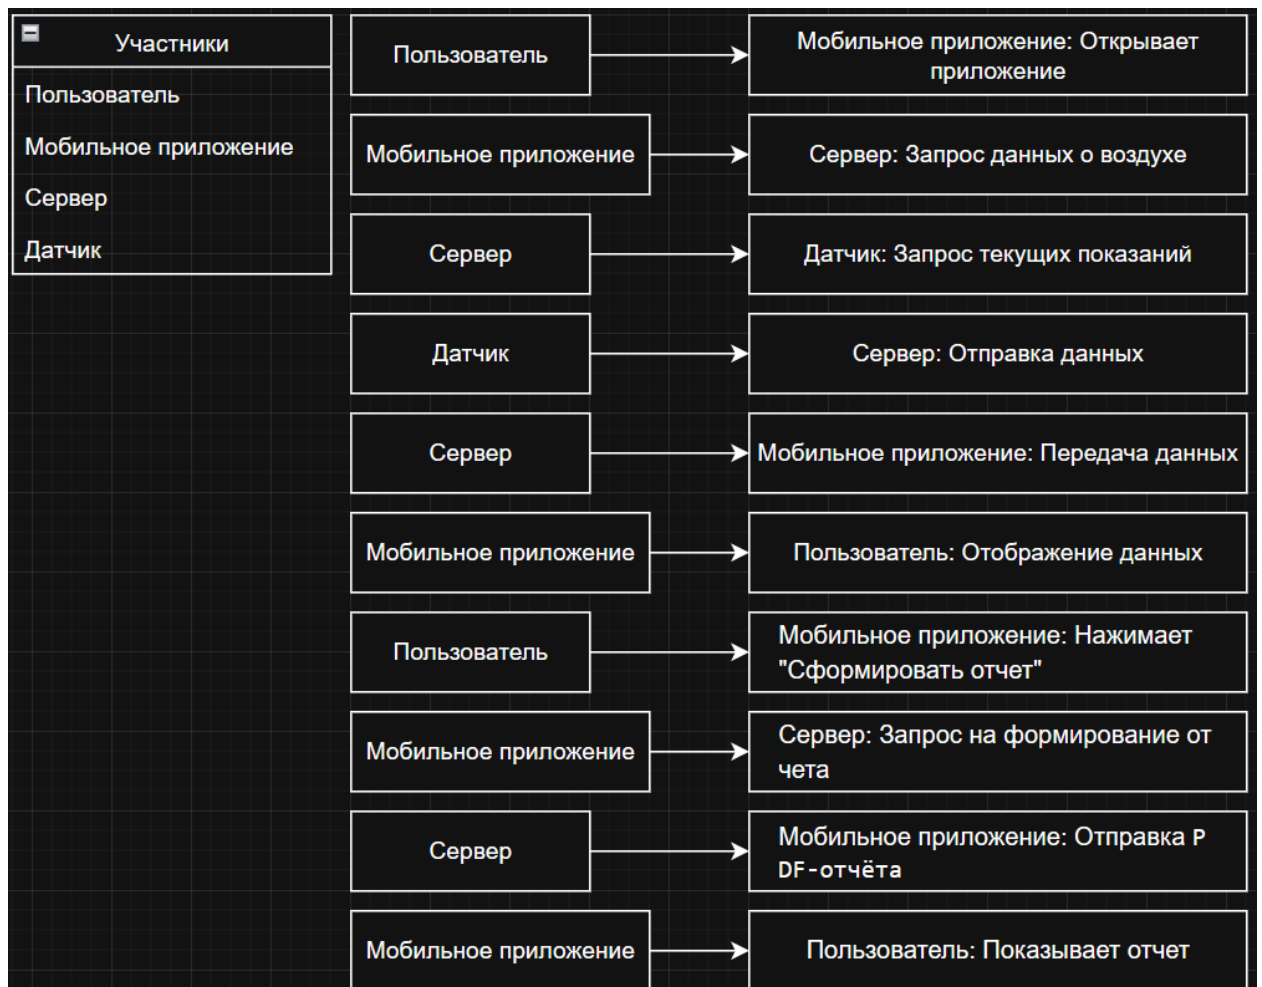 Участники
Пользователь
Мобильное приложение
Сервер
Датчик
Пользователь
Мобильное приложение: Открывает
приложение
Мобильное приложение
Сервер: Запрос данных о воздухе
Сервер
Датчик: Запрос текущих показаний
Датчик
Сервер: Отправка данных
Сервер
Мобильное приложение: Передача данных
Мобильное приложение
Пользователь: Отображение данных
Пользователь
Мобильное приложение: Нажимает
"Сформировать отчет"
Мобильное приложение
Сервер: Запрос на формирование от
чета
Сервер
Мобильное приложение: Отправка P
DF-отчёта
Мобильное приложение
Пользователь: Показывает отчет